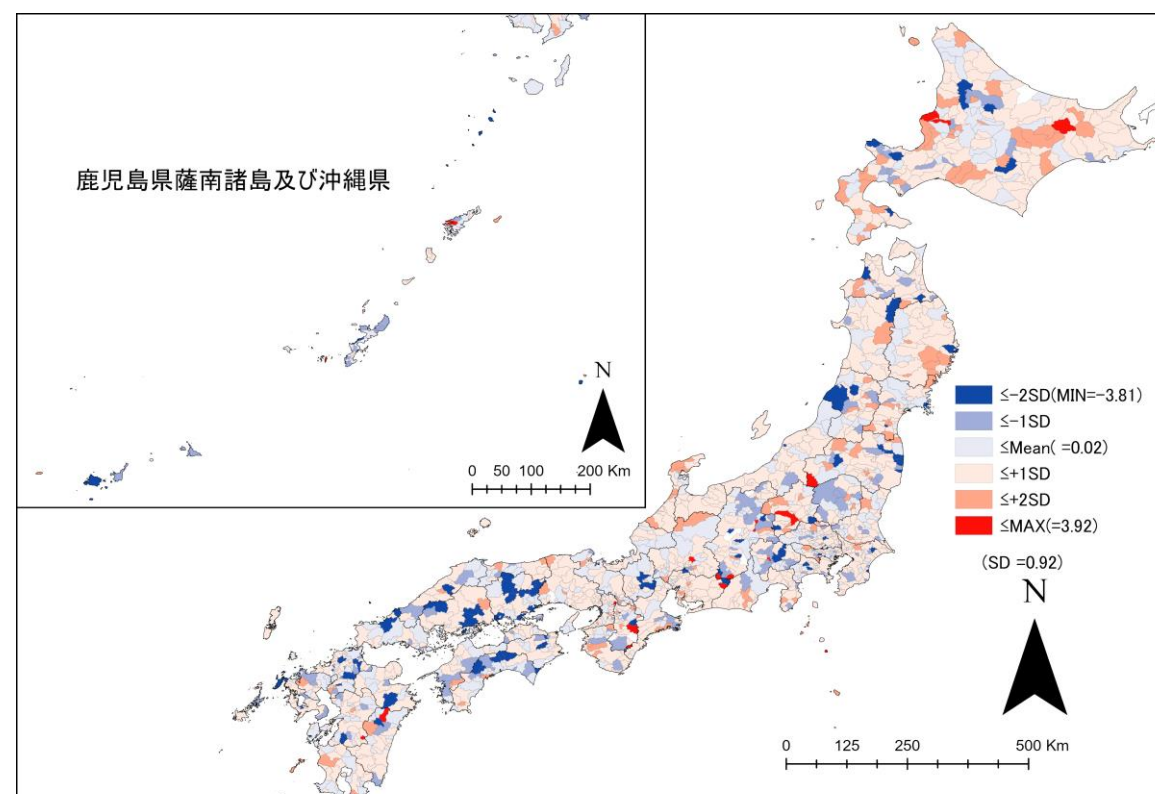 鹿児島県薩南諸島及び沖縄県
N
0 50 100 200 Km
≤-2SD(MIN=-3.81)
≤-1SD
≤Mean( =0.02)
≤+1SD
≤+2SD
≤MAX(=3.92)
(SD =0.92)
N
0 125 250 500 Km